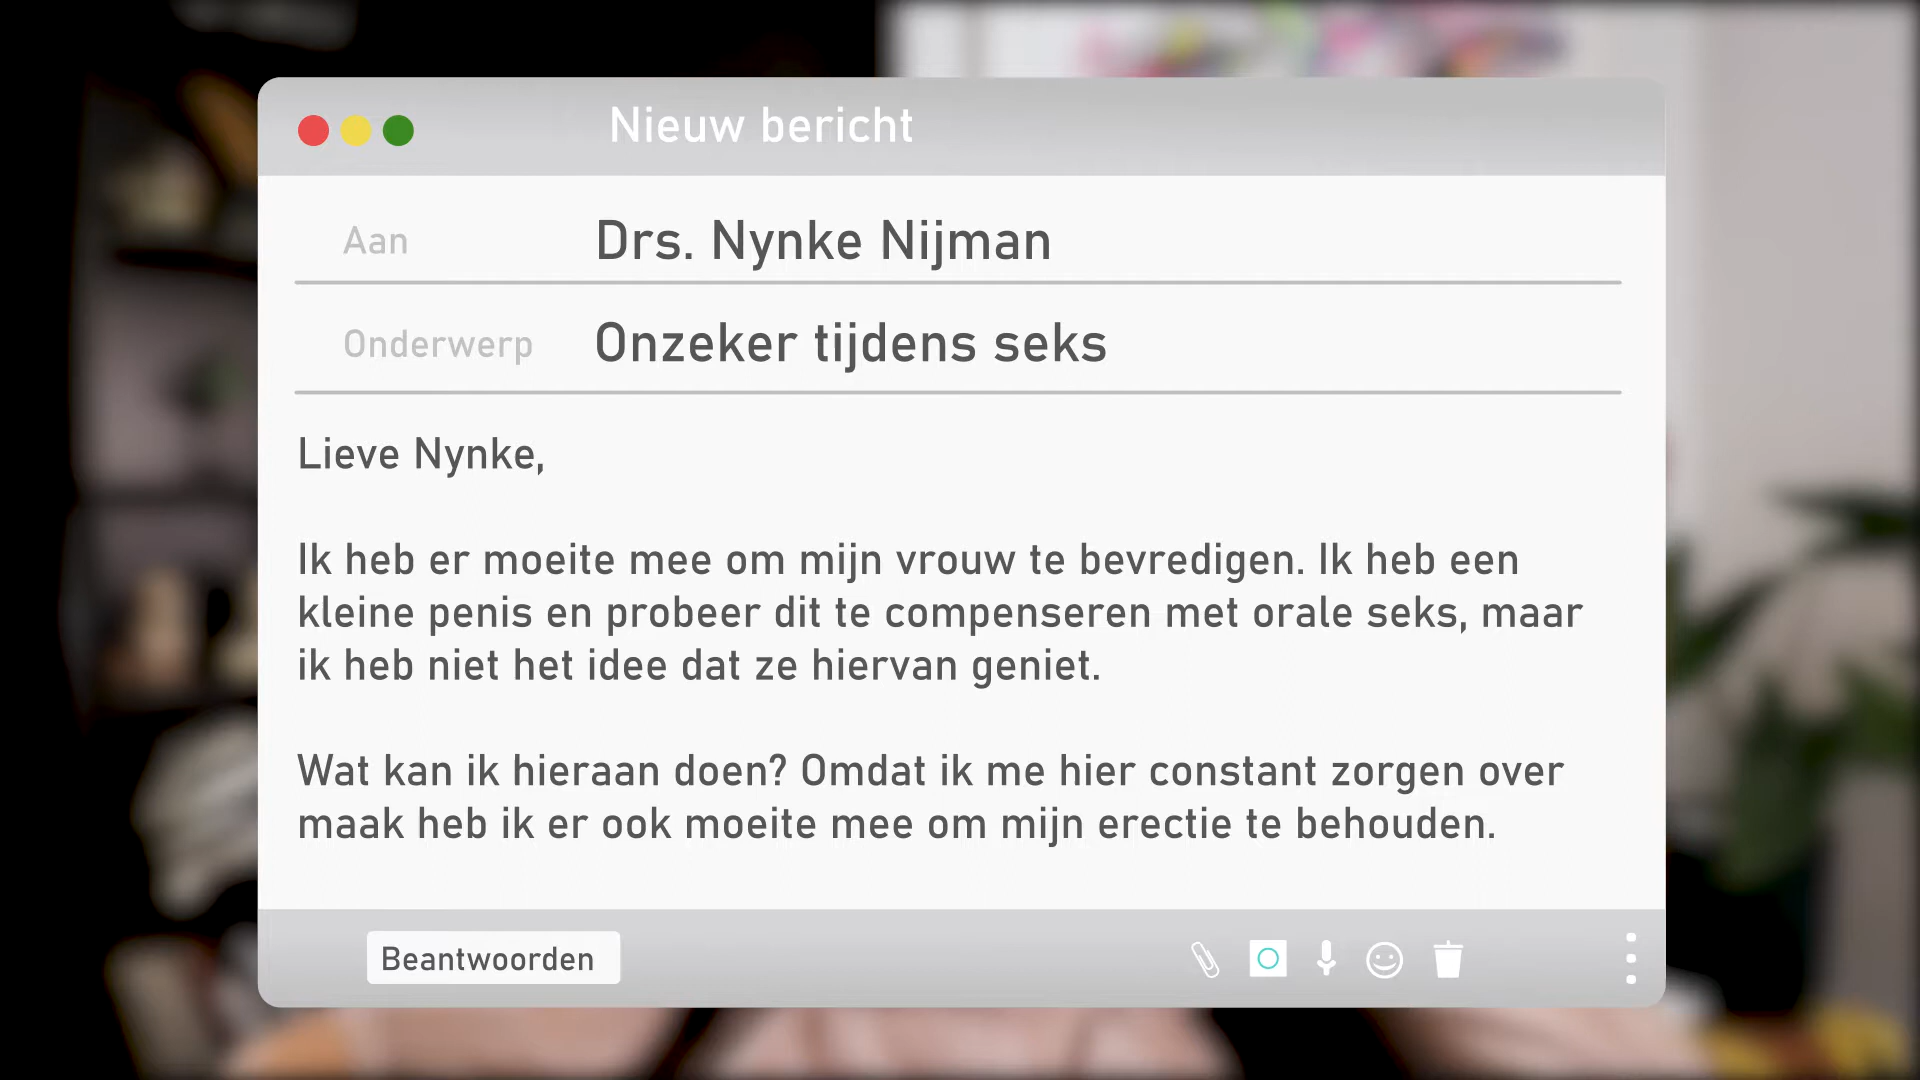 Nieuw bericht
Aan
Drs. Nynke Nijman
Onderwerp
Onzeker tijdens seks
Lieve Nynke,
Ik heb er moeite mee om mijn vrouw te bevredigen. Ik heb een
kleine penis en probeer dit te compenseren met orale seks, maar
ik heb niet het idee dat ze hiervan geniet.
Wat kan ik hieraan doen? Omdat ik me hier constant zorgen over
maak heb ik er ook moeite mee om mijn erectie te behouden.
Beantwoorden